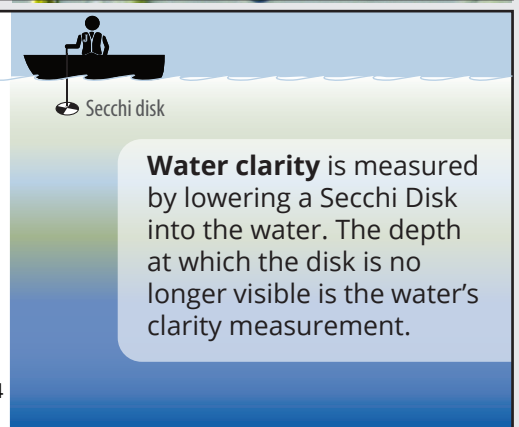 Secchi disk
Water clarity is measured
by lowering a Secchi Disk
into the water. The depth
at which the disk is no
longer visible is the water's
clarity measurement.
4